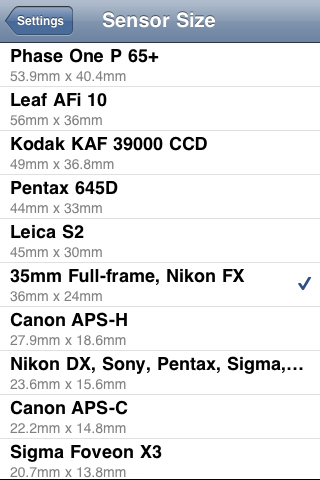 Settings
Sensor Size
Phase One P 65+
53.9mm x 40.4mm
Leaf AFi 10
56mm x 36mm
Kodak KAF 39000 CCD
49mm x 36.8mm
Pentax 645D
44mm x 33mm
Leica S2
45mm x 30mm
35mm Full-frame, Nikon FX
36mm x 24mm
Canon APS-H
27.9mm x 18.6mm
Nikon DX, Sony, Pentax, Sigma,...
23.6mm x 15.6mm
Canon APS-C
22.2mm x 14.8mm
Sigma Foveon X3
20.7mm x 13.8mm